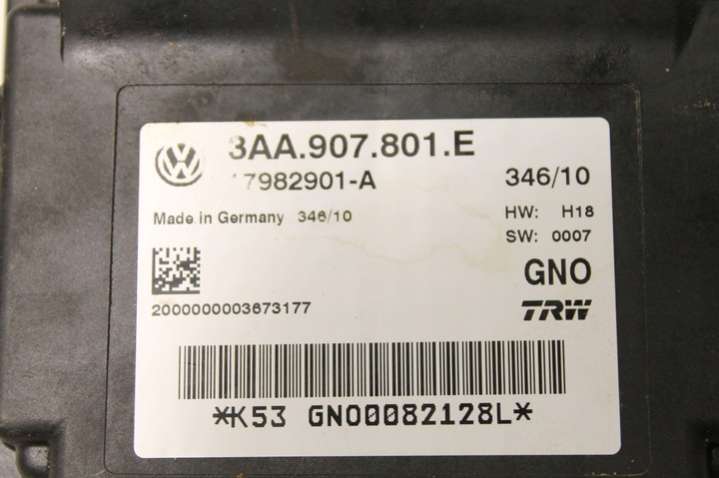 3AA.907.801.E
7982901-A
346/10
Made in Germany 346/10
HW: H18
SW: 0007
GNO
2000000003673177
TRW
*K53 GNO0082128L*